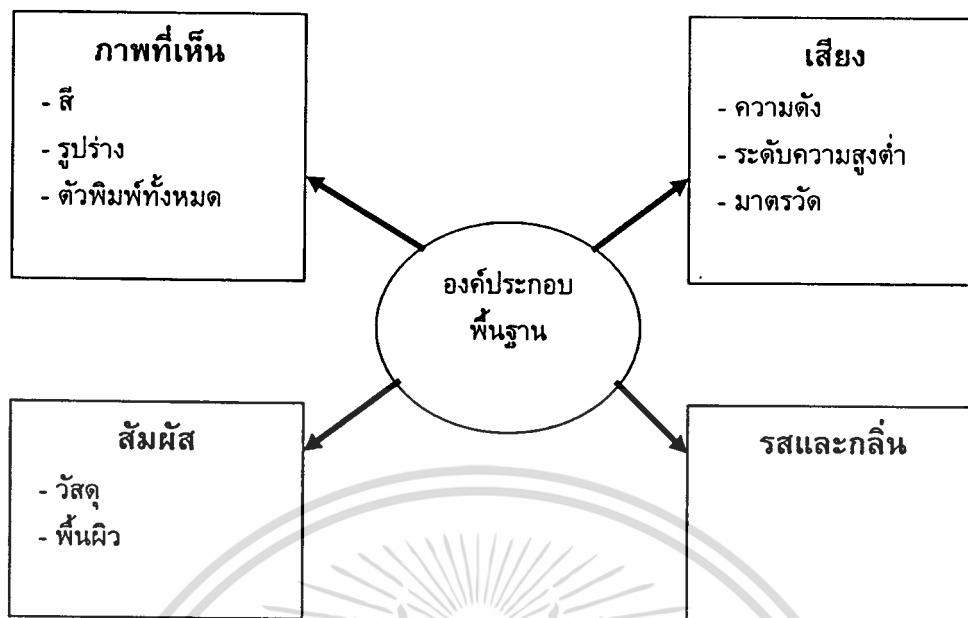 ภาพที่เห็น
- สี
- รูปร่าง
- ตัวพิมพ์ทั้งหมด
เสียง
- ความดัง
- ระดับความสูงต่ำ
- มาตรวัด
องค์ประกอบ
พื้นฐาน
สัมผัส
- วัสดุ
- พื้นผิว
รสและกลิ่น